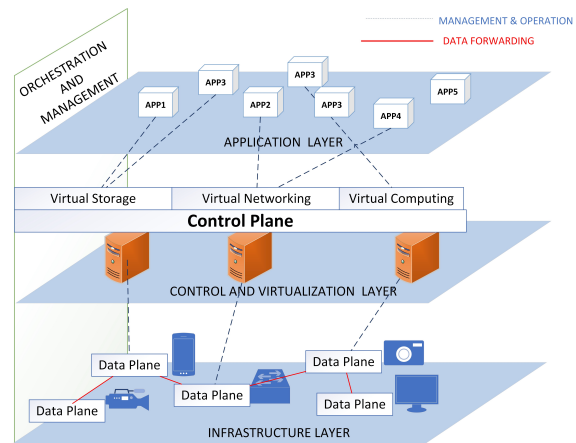 MANAGEMENT & OPERATION
DATA FORWARDING
ORCHESTRATION
AND
MANAGEMENT
APP3
APP3
APP5
APP1
APP2
APP3
APP4
APPLICATION LAYER
Virtual Storage
Virtual Networking
Virtual Computing
Control Plane
CONTROL AND VIRTUALIZATION LAYER
Data Plane
Data Plane
Data Plane
Data Plane
Data Plane
INFRASTRUCTURE LAYER